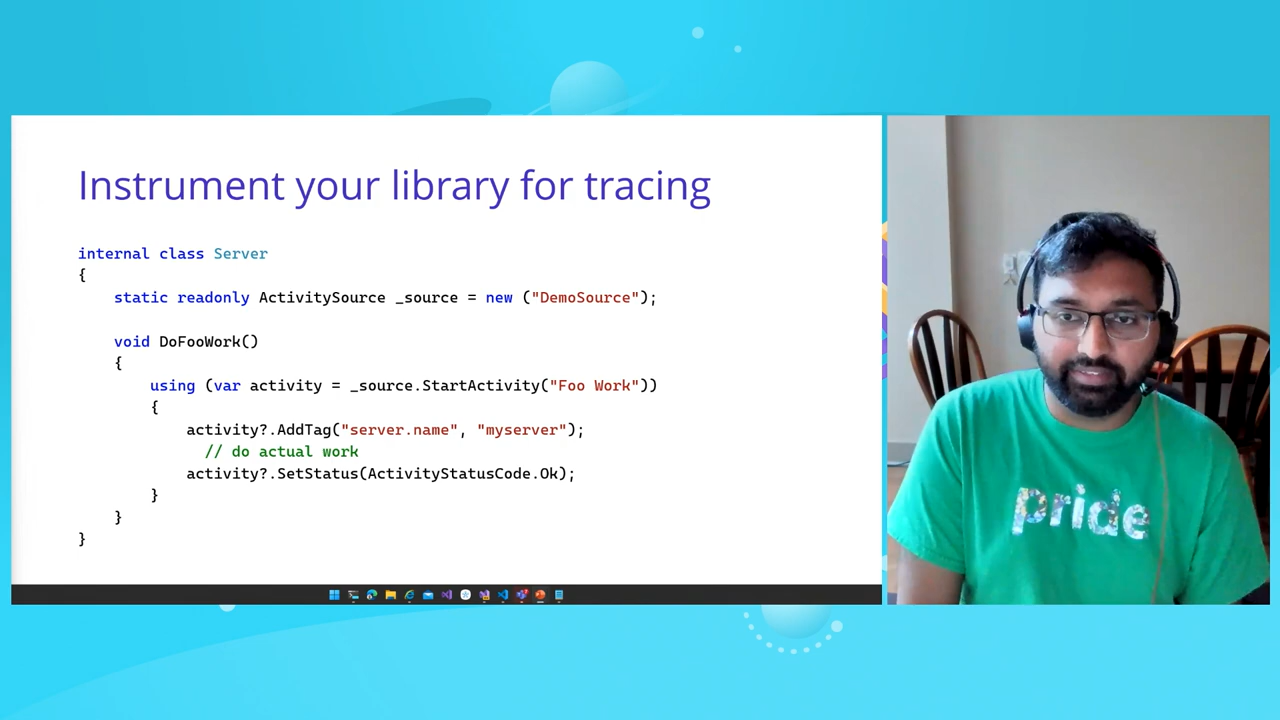 Instrument your library for tracing
internal class Server
{
static readonly ActivitySource _source = new ("DemoSource");
void DoFooWork()
{
using (var activity = _source.StartActivity("Foo Work"))
{
activity?.AddTag("server.name", "myserver");
// do actual work
activity?.SetStatus(ActivityStatusCode.Ok);
}
}
}
pride